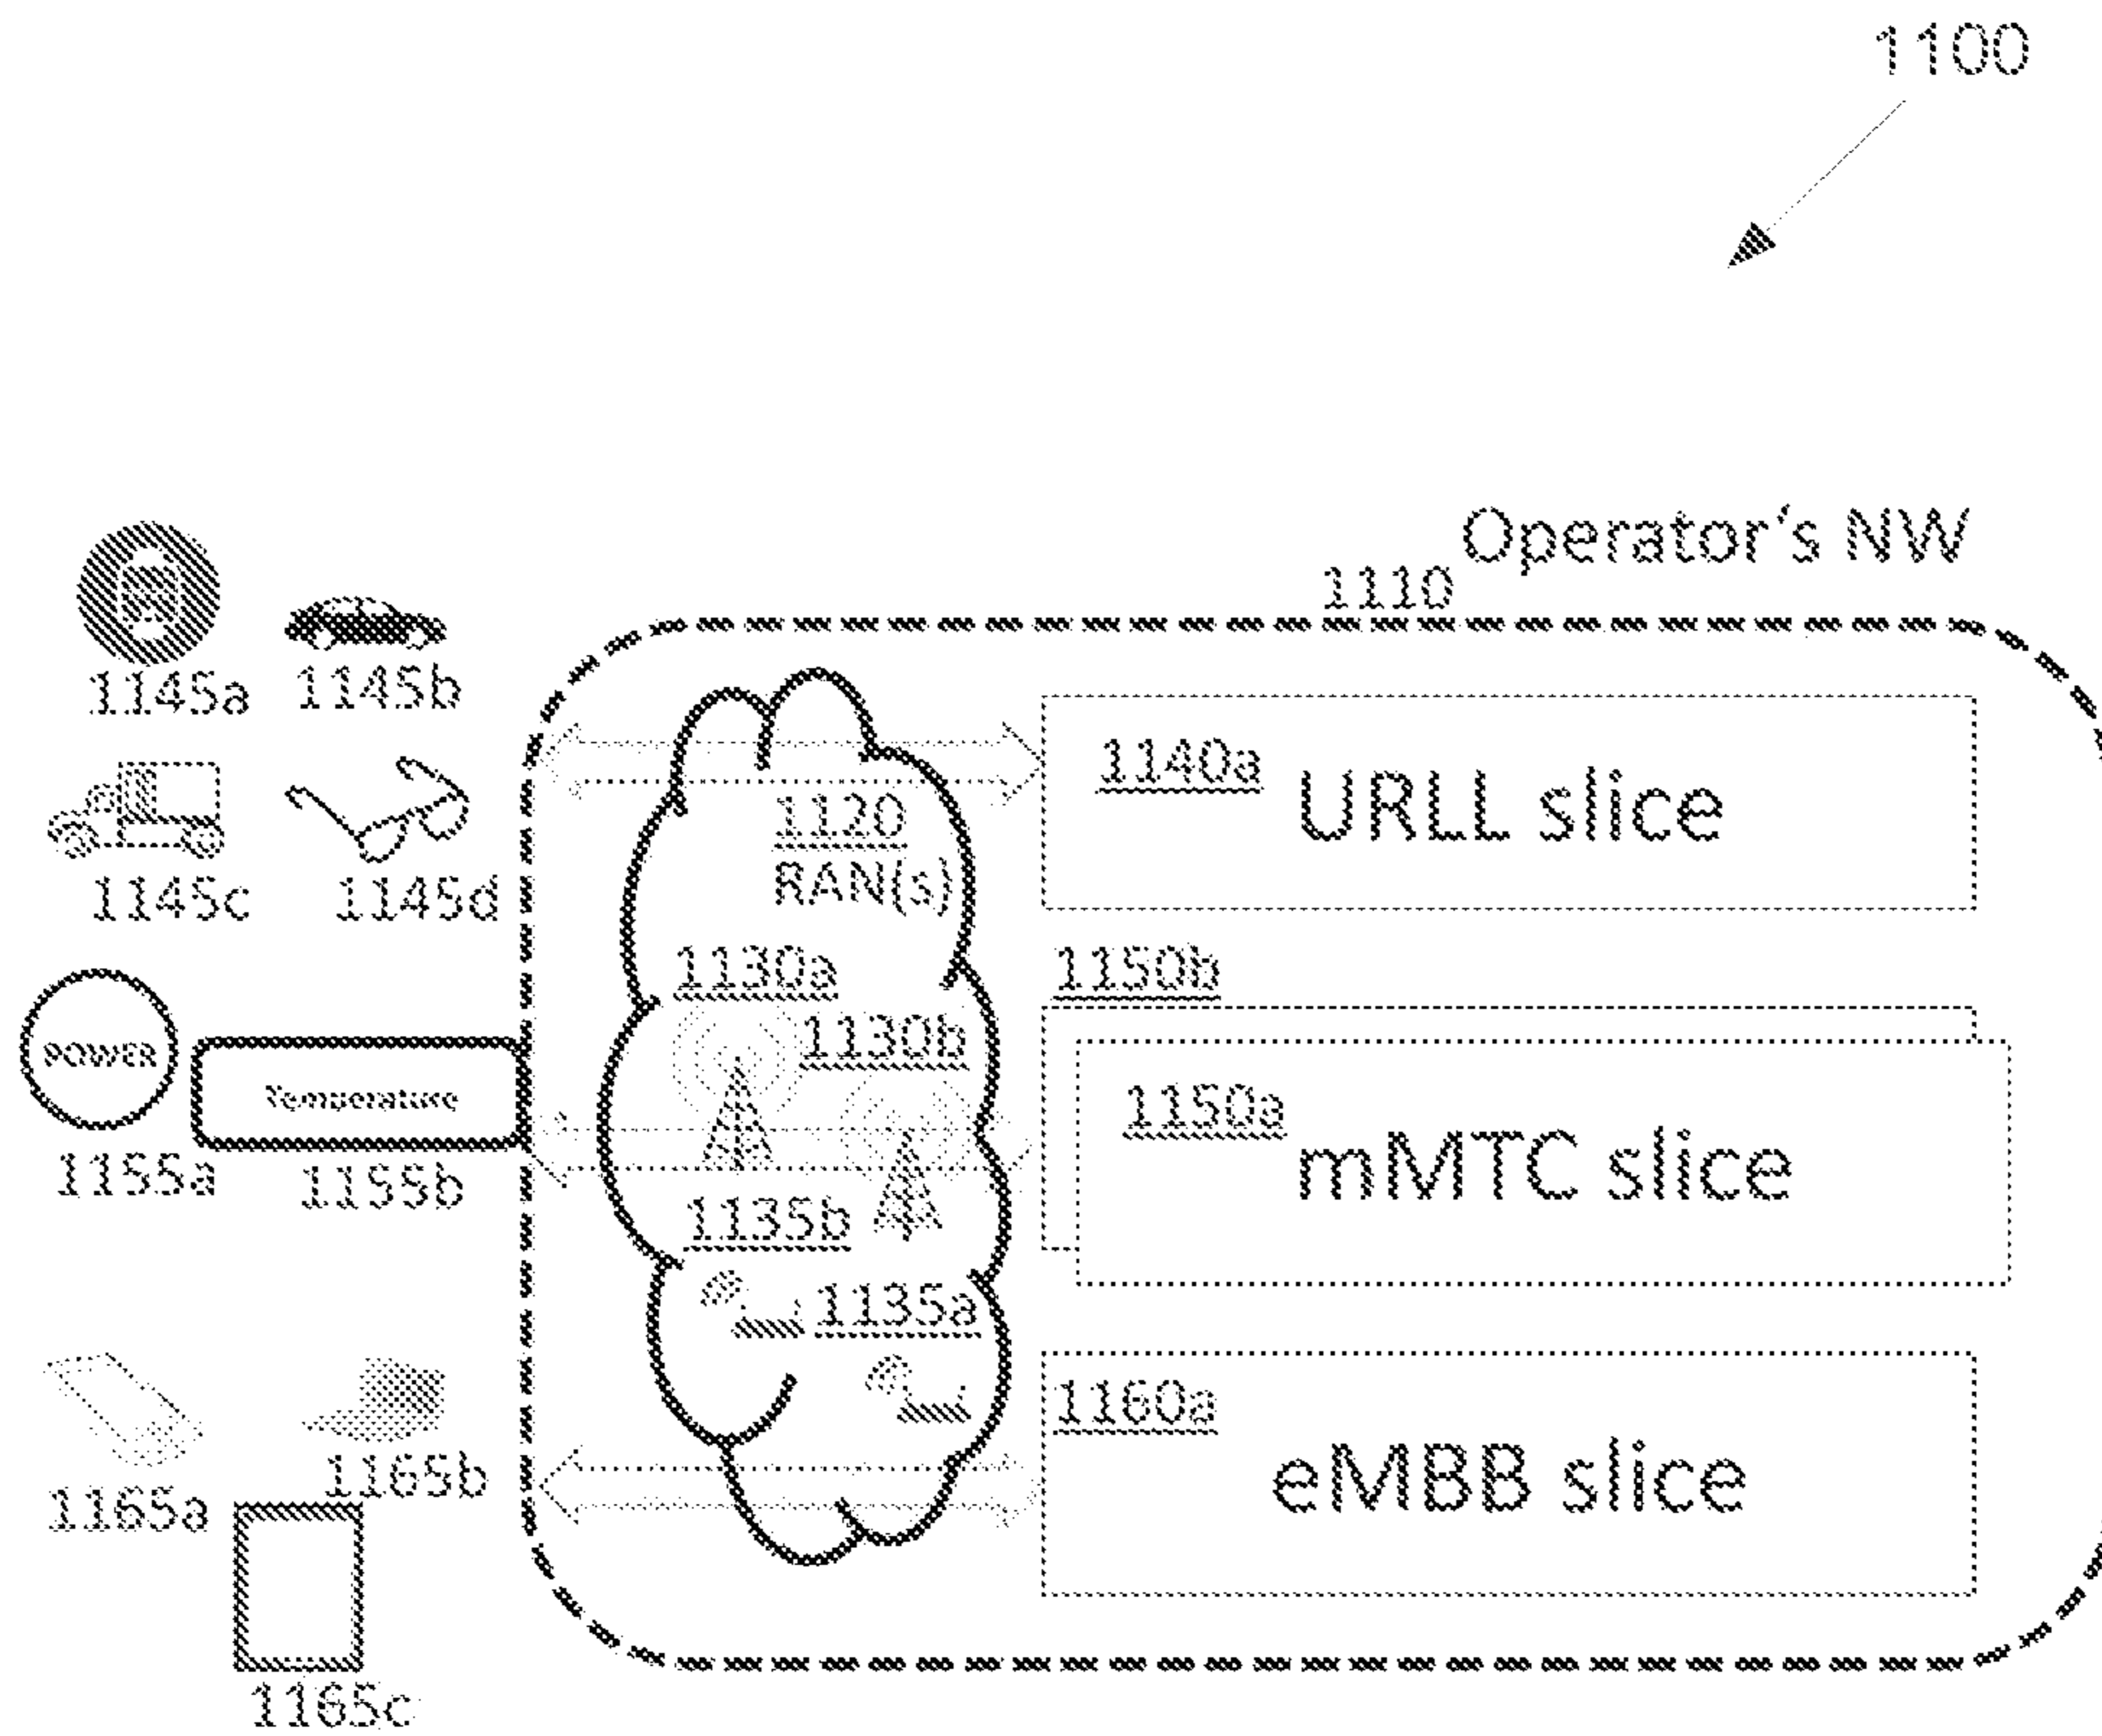 1100
Operator's NW
1110
1145a
1145b
1140a
URLL slice
1120
RAN(s)
1145c
1145d
1130a
1150b
1130b
POWER
Temperature
1150a
mMTC slice
1155a
1155b
1135b
1135a
1160a
eMBB slice
1165a
1165b
1165c